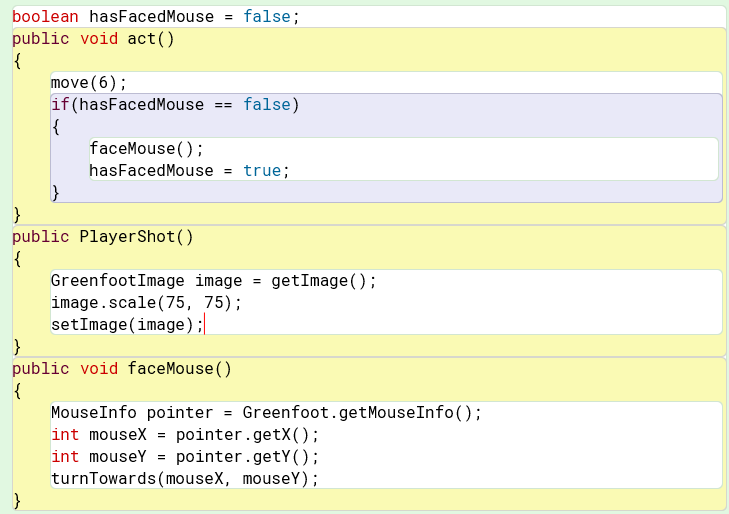 boolean hasFacedMouse = false;
public void act()
{
    move(6);
    if(hasFacedMouse == false)
    {
        faceMouse();
        hasFacedMouse = true;
    }
}
public PlayerShot()
{
    GreenfootImage image = getImage();
    image.scale(75, 75);
    setImage(image);
}
public void faceMouse()
{
    MouseInfo pointer = Greenfoot.getMouseInfo();
    int mouseX = pointer.getX();
    int mouseY = pointer.getY();
    turnTowards(mouseX, mouseY);
}